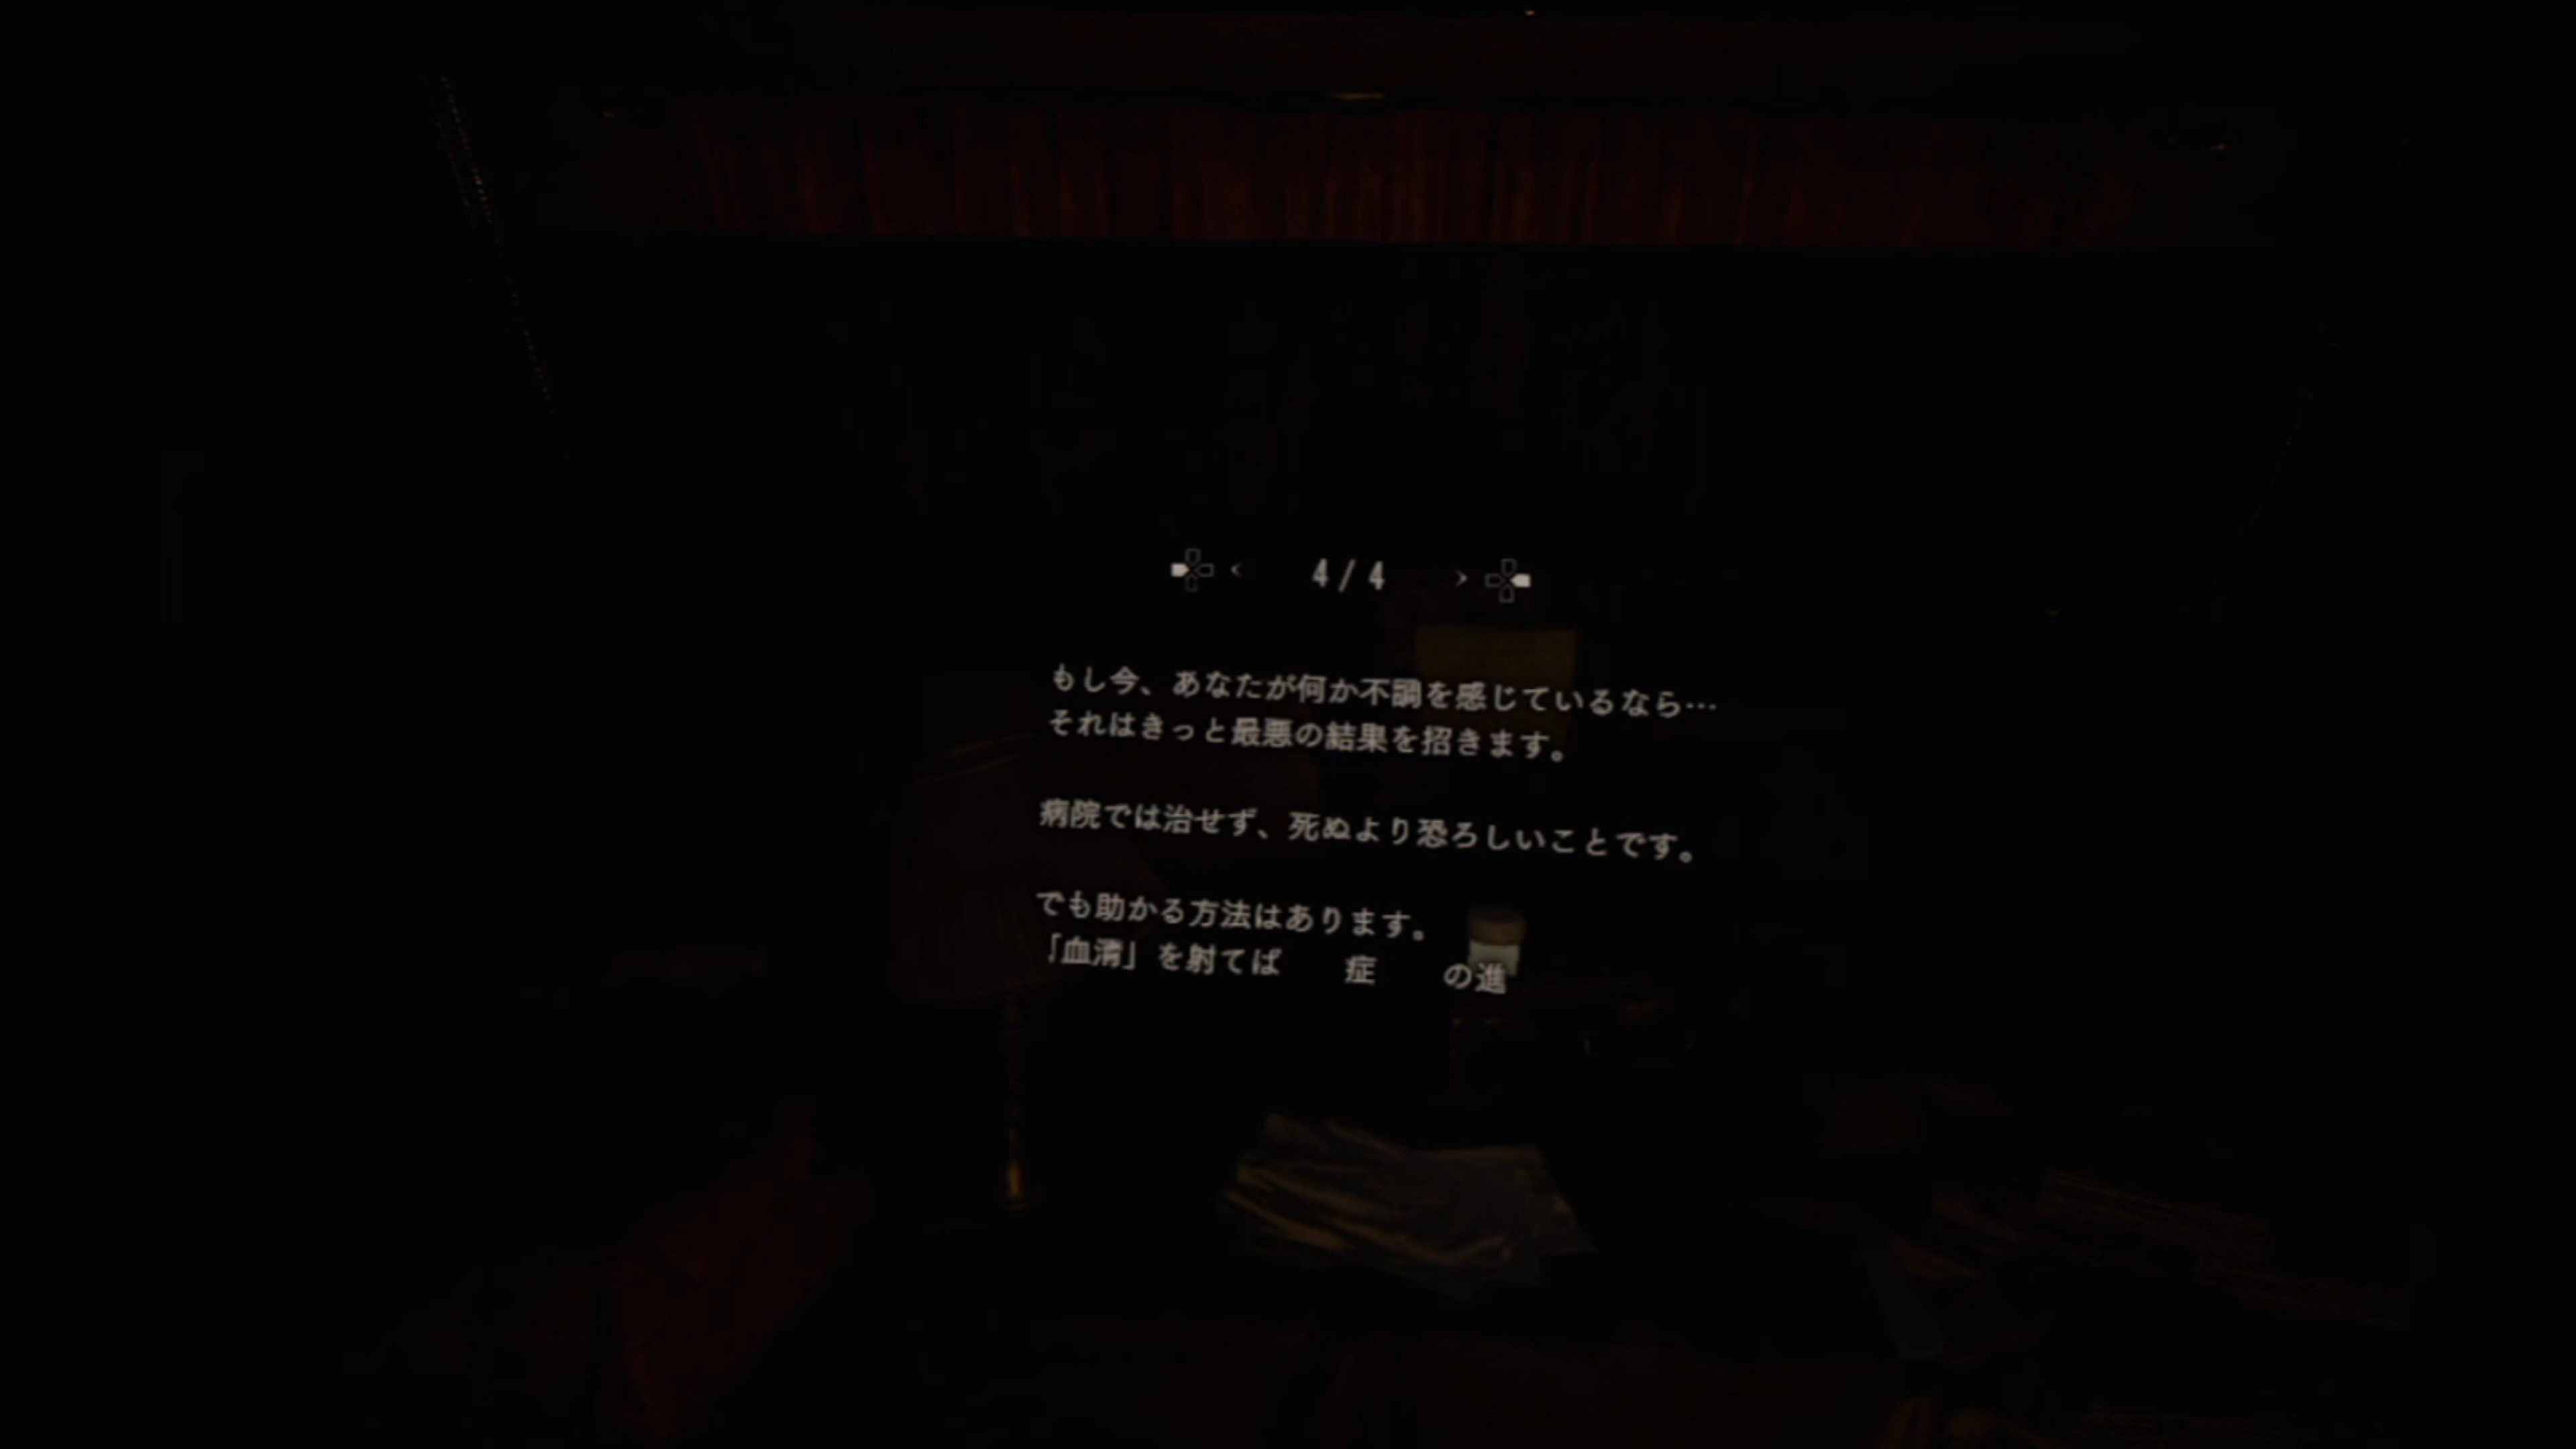 4/4
もし今、あなたが何か不調を感じているなら…
それはきっと最悪の結果を招きます。
病院では治せず、死ぬより恐ろしいことです。
でも助かる方法はあります。
「血清」を射てば　　症　　の進